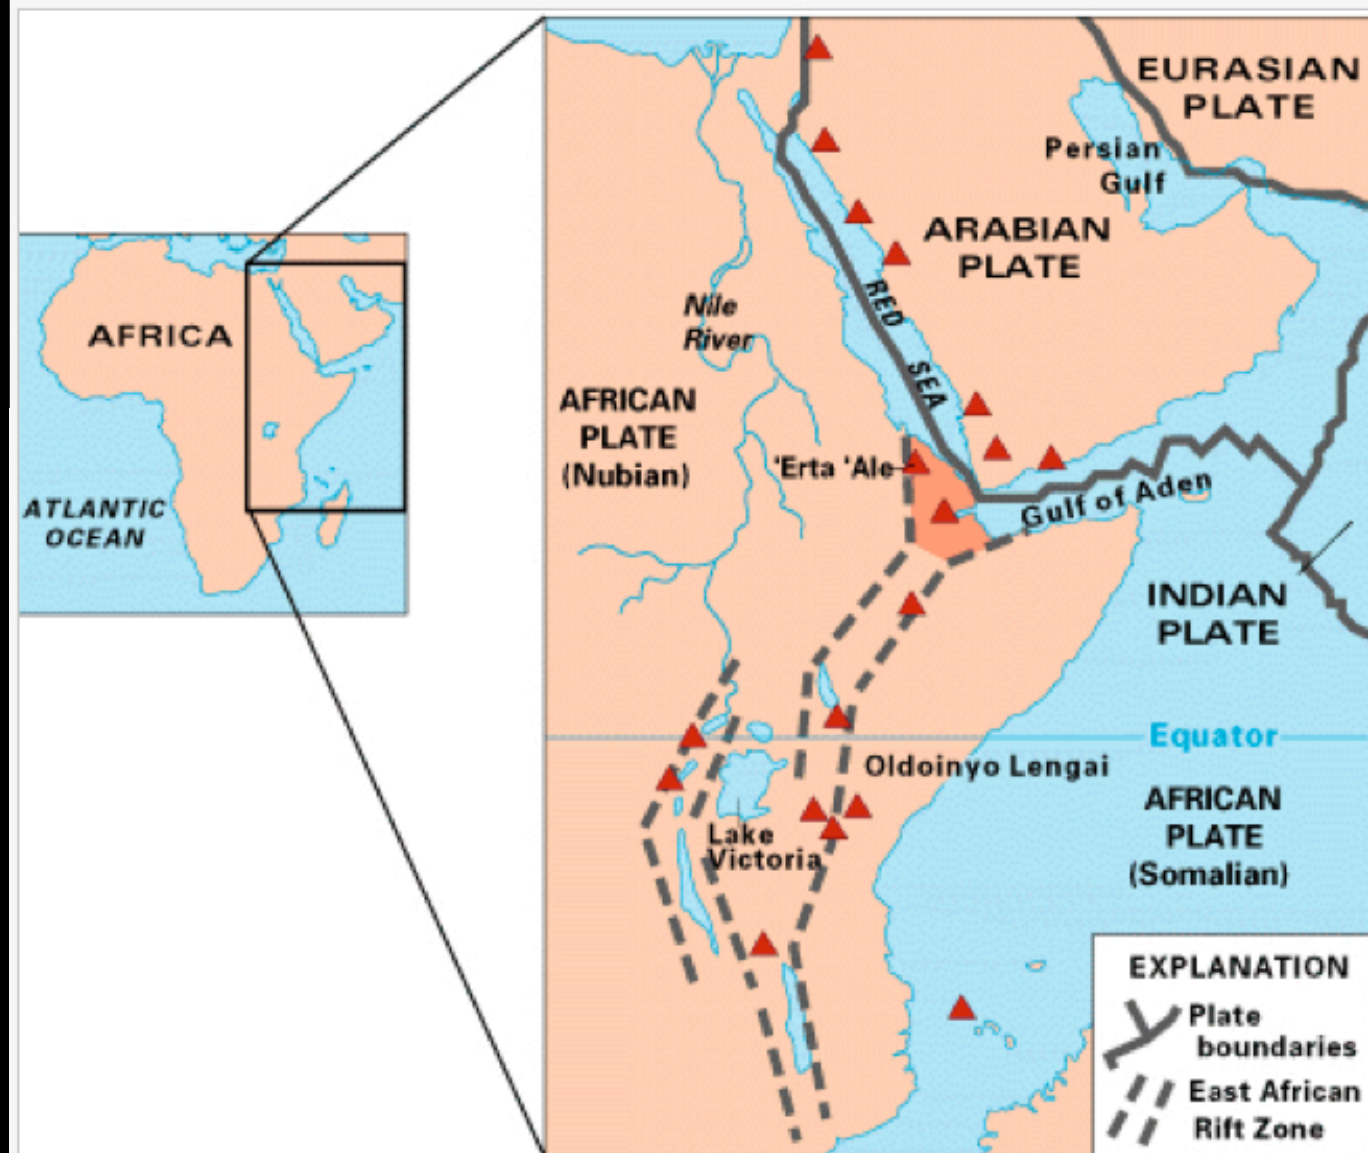 AFRICA
ATLANTIC
OCEAN
EURASIAN
PLATE
Persian
Gulf
ARABIAN
PLATE
RED
SEA
Nile
River
AFRICAN
PLATE
(Nubian)
'Erta 'Ale
Gulf of Aden
INDIAN
PLATE
Equator
Oldoinyo Lengai
AFRICAN
PLATE
(Somalian)
Lake
Victoria
EXPLANATION
Plate
boundaries
East African
Rift Zone